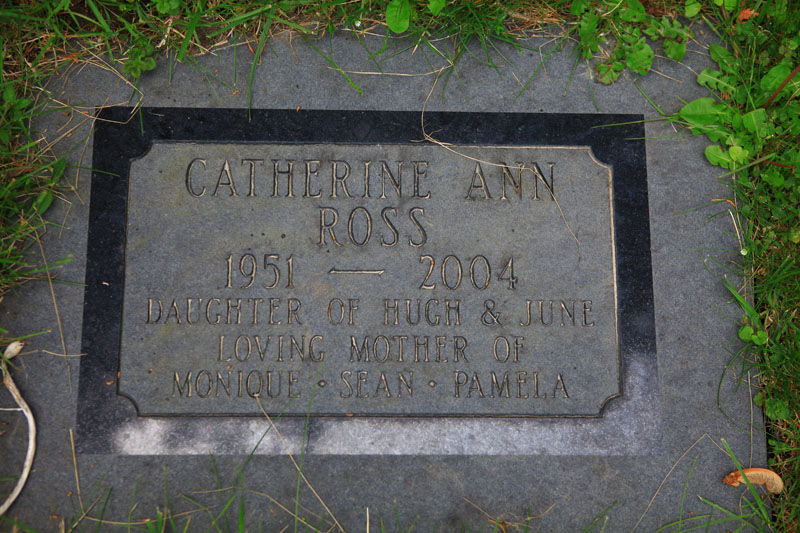 CATHERINE ANN
ROSS
1951 — 2004
DAUGHTER OF HUGH & JUNE
LOVING MOTHER OF
MONIQUE · SEAN · PAMELA